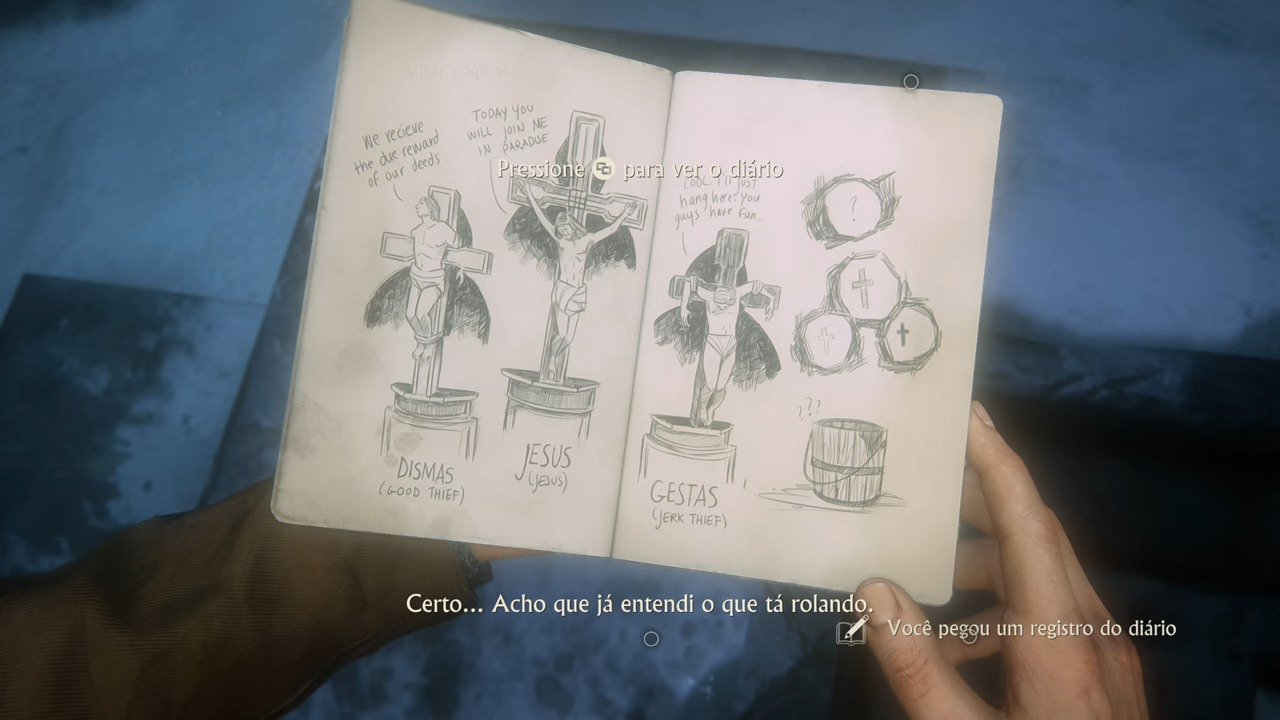 Virar páginas
We recieve
the due reward
of our deeds
TODAY YOU
WILL JOIN ME
IN PARADISE
Pressione para ver o diário
COOL. I'll JUST
hang here. You
guys have fun...
?
???
DISMAS
(GOOD THIEF)
JESUS
(JESUS)
GESTAS
(JERK THIEF)
Certo... Acho que já entendi o que tá rolando.
Você pegou um registro do diário